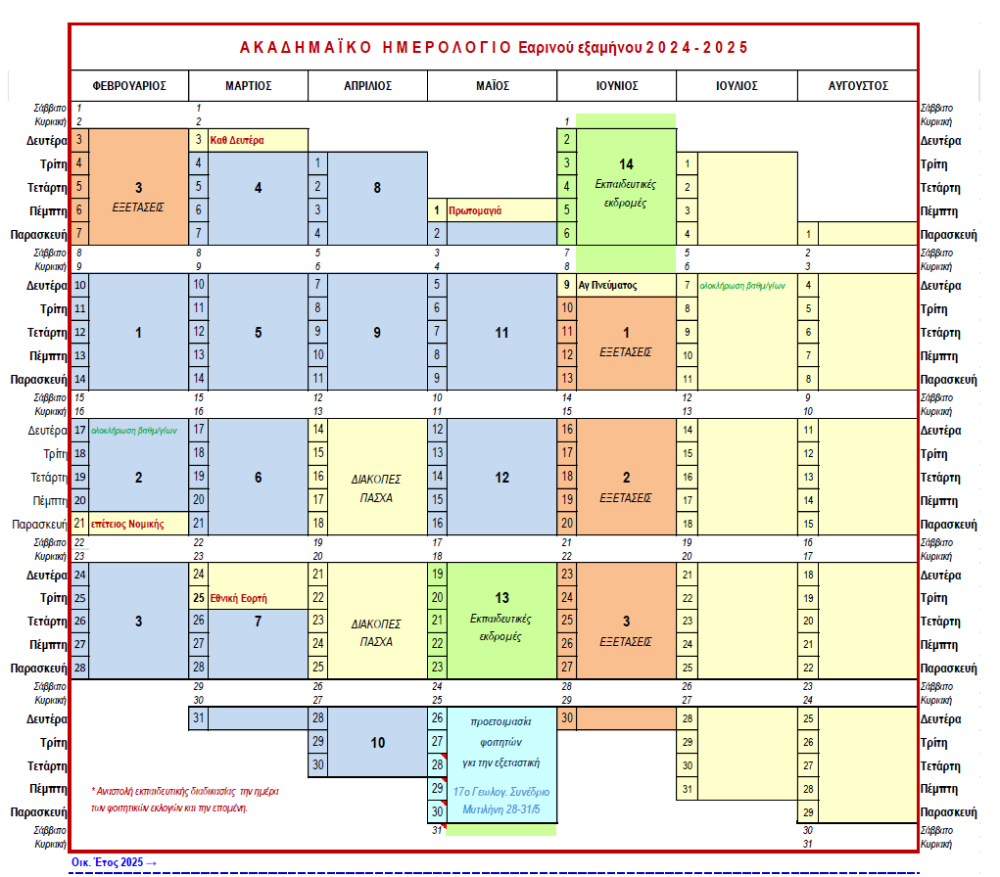 ΑΚΑΔΗΜΑΪΚΟ ΗΜΕΡΟΛΟΓΙΟ Εαρινού εξαμήνου 2024-2025
ΦΕΒΡΟΥΑΡΙΟΣ ΜΑΡΤΙΟΣ ΑΠΡΙΛΙΟΣ ΜΑΪΟΣ ΙΟΥΝΙΟΣ ΙΟΥΛΙΟΣ ΑΥΓΟΥΣΤΟΣ
Σάββατο 1 1 Σάββατο
Κυριακή 2 2 1 Κυριακή
Δευτέρα 3 3 Καθ Δευτέρα 2 Δευτέρα
Τρίτη 4 4 1 3 14 1 Τρίτη
Τετάρτη 5 3 5 4 2 8 4 Εκπαιδευτικές 2 Τετάρτη
Πέμπτη 6 ΕΞΕΤΑΣΕΙΣ 6 3 1 Πρωτομαγιά 5 εκδρομές 3 Πέμπτη
Παρασκευή 7 7 4 2 6 4 1 Παρασκευή
Σάββατο 8 8 5 3 7 5 2 Σάββατο
Κυριακή 9 9 6 4 8 6 3 Κυριακή
Δευτέρα 10 10 7 5 9 Αγ Πνεύματος 7 ολοκλήρωση βαθμ/γίων 4 Δευτέρα
Τρίτη 11 11 8 6 10 8 5 Τρίτη
Τετάρτη 12 1 12 5 9 9 7 11 11 1 9 6 Τετάρτη
Πέμπτη 13 13 10 8 12 ΕΞΕΤΑΣΕΙΣ 10 7 Πέμπτη
Παρασκευή 14 14 11 9 13 11 8 Παρασκευή
Σάββατο 15 15 12 10 14 12 9 Σάββατο
Κυριακή 16 16 13 11 15 13 10 Κυριακή
Δευτέρα 17 ολοκλήρωση βαθμ/γίων 17 14 12 16 14 11 Δευτέρα
Τρίτη 18 18 15 13 17 15 12 Τρίτη
Τετάρτη 19 2 19 6 16 ΔΙΑΚΟΠΕΣ 14 12 18 2 16 13 Τετάρτη
Πέμπτη 20 20 17 ΠΑΣΧΑ 15 19 ΕΞΕΤΑΣΕΙΣ 17 14 Πέμπτη
Παρασκευή 21 επέτειος Νομικής 21 18 16 20 18 15 Παρασκευή
Σάββατο 22 22 19 17 21 19 16 Σάββατο
Κυριακή 23 23 20 18 22 20 17 Κυριακή
Δευτέρα 24 24 21 19 23 21 18 Δευτέρα
Τρίτη 25 25 Εθνική Εορτή 22 20 13 24 22 19 Τρίτη
Τετάρτη 26 3 26 7 23 ΔΙΑΚΟΠΕΣ 21 Εκπαιδευτικές 25 3 23 20 Τετάρτη
Πέμπτη 27 27 24 ΠΑΣΧΑ 22 εκδρομές 26 ΕΞΕΤΑΣΕΙΣ 24 21 Πέμπτη
Παρασκευή 28 28 25 23 27 25 22 Παρασκευή
Σάββατο 29 26 24 28 26 23 Σάββατο
Κυριακή 30 27 25 29 27 24 Κυριακή
Δευτέρα 31 28 26 προετοιμασία 30 28 25 Δευτέρα
Τρίτη 29 10 27 φοιτητών 29 26 Τρίτη
Τετάρτη 30 28 για την εξεταστική 30 27 Τετάρτη
Πέμπτη * Αναστολή εκπαιδευτικής διαδικασίας την ημέρα 29 17ο Γεωλογ. Συνέδριο 31 28 Πέμπτη
Παρασκευή των φοιτητικών εκλογών και την επομένη. 30 Μυτιλήνη 28-31/5 29 Παρασκευή
Σάββατο 31 30 Σάββατο
Κυριακή 31 Κυριακή
Οικ. Έτος 2025 →